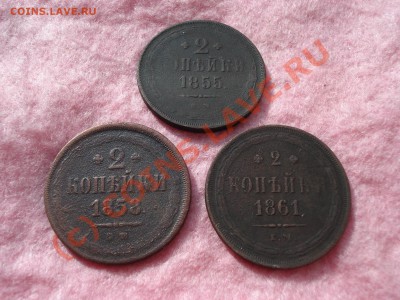 COINS.LAVE.RU
2
КОПѢЙКИ
1855
2
КОПѢЙКИ
1858.
2
КОПѢЙКИ
1861.
Е.М.
(c) COINS.LAVE.RU